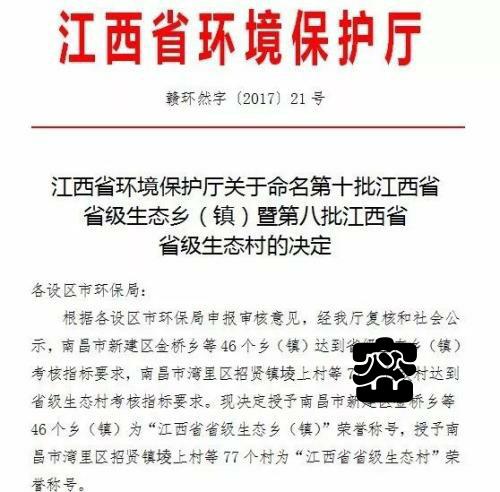 江西省环境保护厅
赣环然字〔2017〕21号
江西省环境保护厅关于命名第十批江西省
省级生态乡（镇）暨第八批江西省
省级生态村的决定
各设区市环保局：
根据各设区市环保局申报审核意见，经我厅复核和社会公
示，南昌市新建区金桥乡等46个乡（镇）达到省级 乡（镇）
考核指标要求，南昌市湾里区招贤镇堎上村等 村达到
省级生态村考核指标要求。现决定授予南昌市新建区金桥乡等
46个乡（镇）为“江西省省级生态乡（镇）”荣誉称号，授予南
昌市湾里区招贤镇堎上村等77个村为“江西省省级生态村”荣
誉称号。